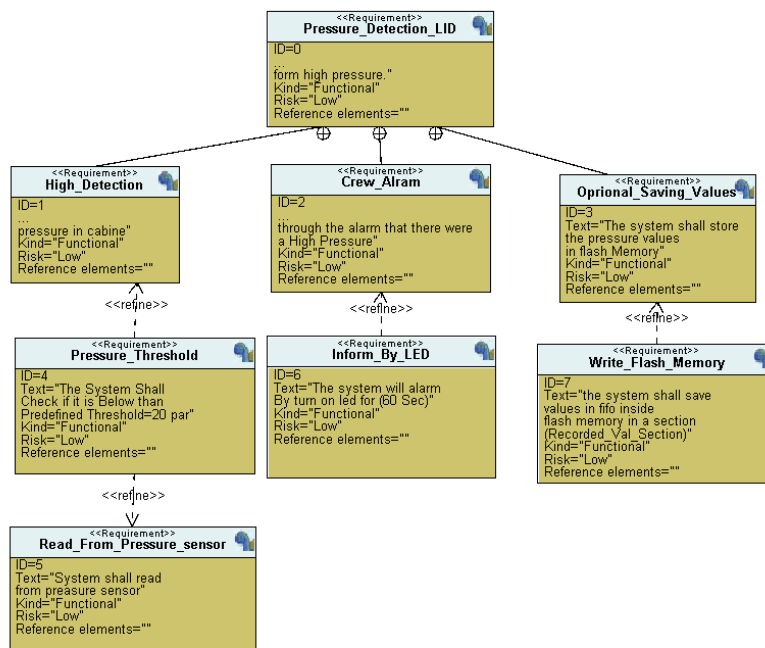 <<Requirement>>
Pressure_Detection_LID
ID=0
...
form high pressure."
Kind="Functional"
Risk="Low"
Reference elements=""
<<Requirement>>
High_Detection
ID=1
...
pressure in cabine"
Kind="Functional"
Risk="Low"
Reference elements=""
<<Requirement>>
Crew_Alram
ID=2
...
through the alarm that there were
a High Pressure"
Kind="Functional"
Risk="Low"
Reference elements=""
<<Requirement>>
Oprional_Saving_Values
ID=3
Text="The system shall store
the pressure values
in flash Memory"
Kind="Functional"
Risk="Low"
Reference elements=""
<<refine>>
<<refine>>
<<refine>>
<<Requirement>>
Pressure_Threshold
ID=4
Text="The System Shall
Check if it is Below than
Predefined Threshold=20 par"
Kind="Functional"
Risk="Low"
Reference elements=""
<<Requirement>>
Inform_By_LED
ID=6
Text="The system will alarm
By turn on led for (60 Sec)"
Kind="Functional"
Risk="Low"
Reference elements=""
<<Requirement>>
Write_Flash_Memory
ID=7
Text="the system shall save
values in fifo inside
flash memory in a section
(Recorded_Val_Section)"
Kind="Functional"
Risk="Low"
Reference elements=""
<<refine>>
<<Requirement>>
Read_From_Pressure_sensor
ID=5
Text="System shall read
from preasure sensor"
Kind="Functional"
Risk="Low"
Reference elements=""